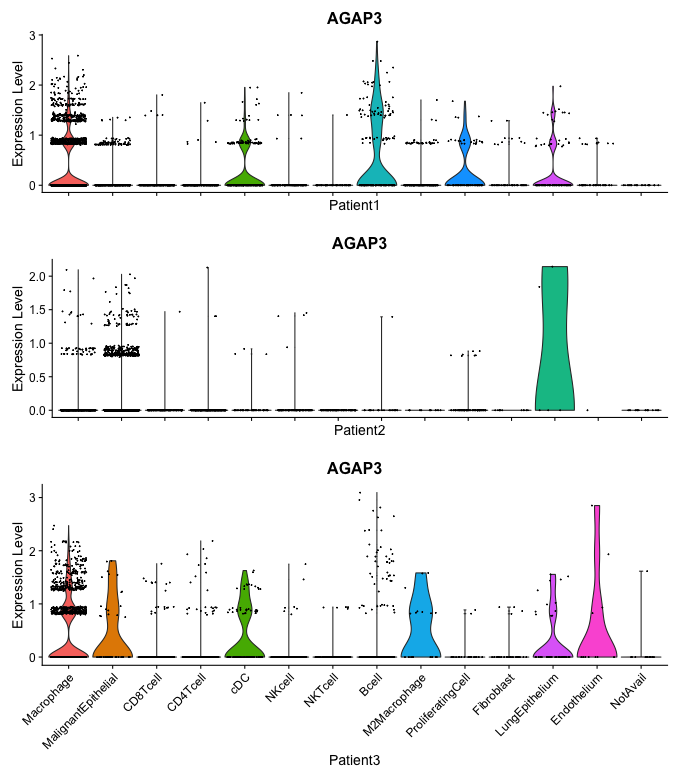 AGAP3
Expression Level
3
2
1
0
Patient1
AGAP3
Expression Level
2.0
1.5
1.0
0.5
0.0
Patient2
AGAP3
Expression Level
3
2
1
0
Macrophage
MalignantEpithelial
CD8Tcell
CD4Tcell
cDC
NKcell
NKTcell
Bcell
M2Macrophage
ProliferatingCell
Fibroblast
LungEpithelium
Endothelium
NotAvail
Patient3